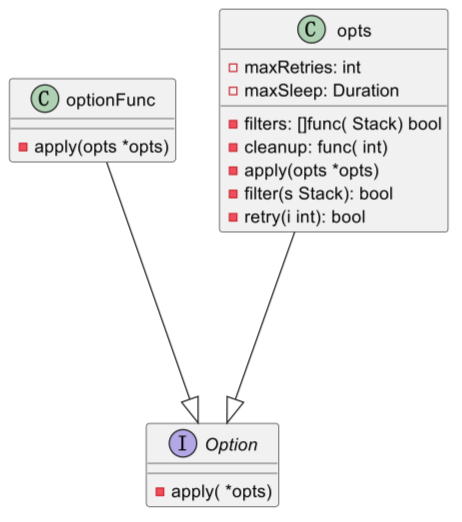 C opts
maxRetries: int
maxSleep: Duration
filters: []func( Stack) bool
cleanup: func( int)
apply(opts *opts)
filter(s Stack): bool
retry(i int): bool
C optionFunc
apply(opts *opts)
I Option
apply( *opts)